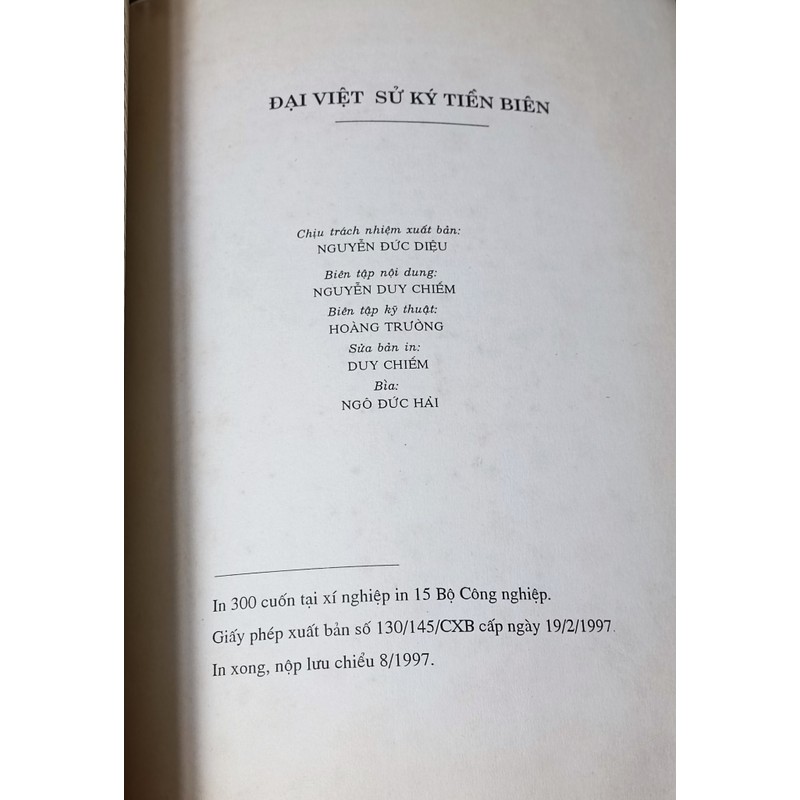 ĐẠI VIỆT SỬ KÝ TIỀN BIÊN
Chịu trách nhiệm xuất bản:
NGUYỄN ĐỨC DIỆU
Biên tập nội dung:
NGUYỄN DUY CHIẾM
Biên tập kỹ thuật:
HOÀNG TRƯỜNG
Sửa bản in:
DUY CHIẾM
Bìa:
NGÔ ĐỨC HẢI
In 300 cuốn tại xí nghiệp in 15 Bộ Công nghiệp.
Giấy phép xuất bản số 130/145/CXB cấp ngày 19/2/1997.
In xong, nộp lưu chiểu 8/1997.